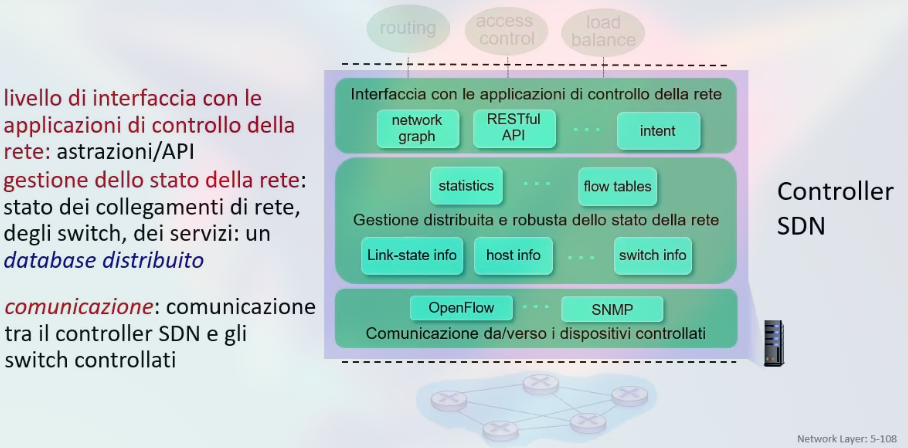 routing
access
control
load
balance
livello di interfaccia con le
applicazioni di controllo della
rete: astrazioni/API
gestione dello stato della rete:
stato dei collegamenti di rete,
degli switch, dei servizi: un
database distribuito
comunicazione: comunicazione
tra il controller SDN e gli
switch controllati
Interfaccia con le applicazioni di controllo della rete
network
graph
RESTful
API
intent
statistics
flow tables
Gestione distribuita e robusta dello stato della rete
Link-state info
host info
switch info
OpenFlow
SNMP
Comunicazione da/verso i dispositivi controllati
Controller
SDN
Network Layer: 5-108